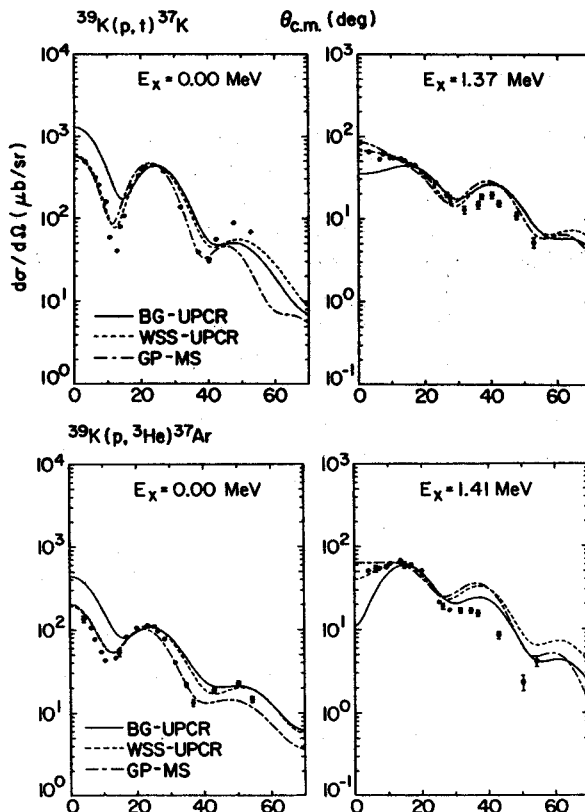 ³⁹K(p,t)³⁷K
θc.m.(deg)
Eₓ=0.00 MeV
Eₓ=1.37 MeV
dσ/dΩ (μb/sr)
10⁴
10³
10²
10¹
10⁰
0 20 40 60
BG-UPCR
WSS-UPCR
GP-MS
10³
10²
10¹
10⁰
10⁻¹
0 20 40 60
³⁹K(p,³He)³⁷Ar
Eₓ=0.00 MeV
Eₓ=1.41 MeV
10⁴
10³
10²
10¹
10⁰
0 20 40 60
BG-UPCR
WSS-UPCR
GP-MS
10³
10²
10¹
10⁰
10⁻¹
0 20 40 60